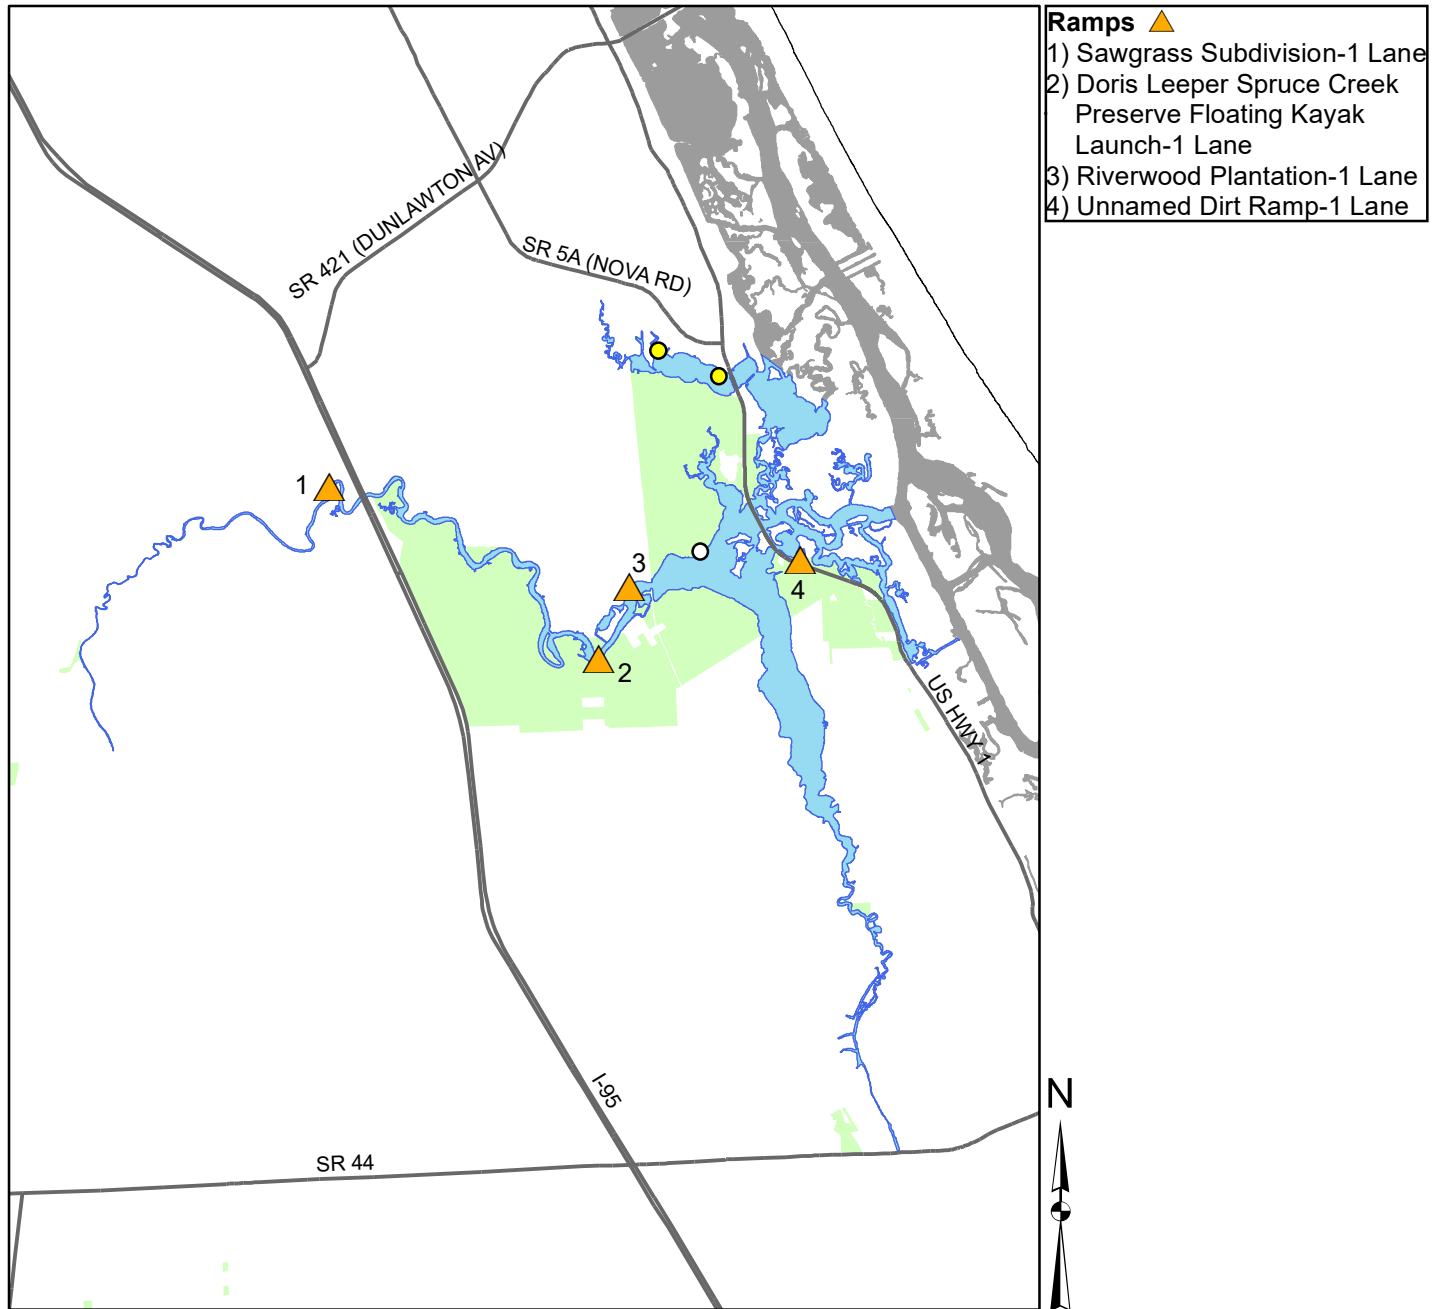 Ramps
1) Sawgrass Subdivision-1 Lane
2) Doris Leeper Spruce Creek
Preserve Floating Kayak
Launch-1 Lane
3) Riverwood Plantation-1 Lane
4) Unnamed Dirt Ramp-1 Lane
SR 421 (DUNLAWTON AV)
SR 5A (NOVA RD)
1
3
4
2
US HWY 1
I-95
SR 44
N